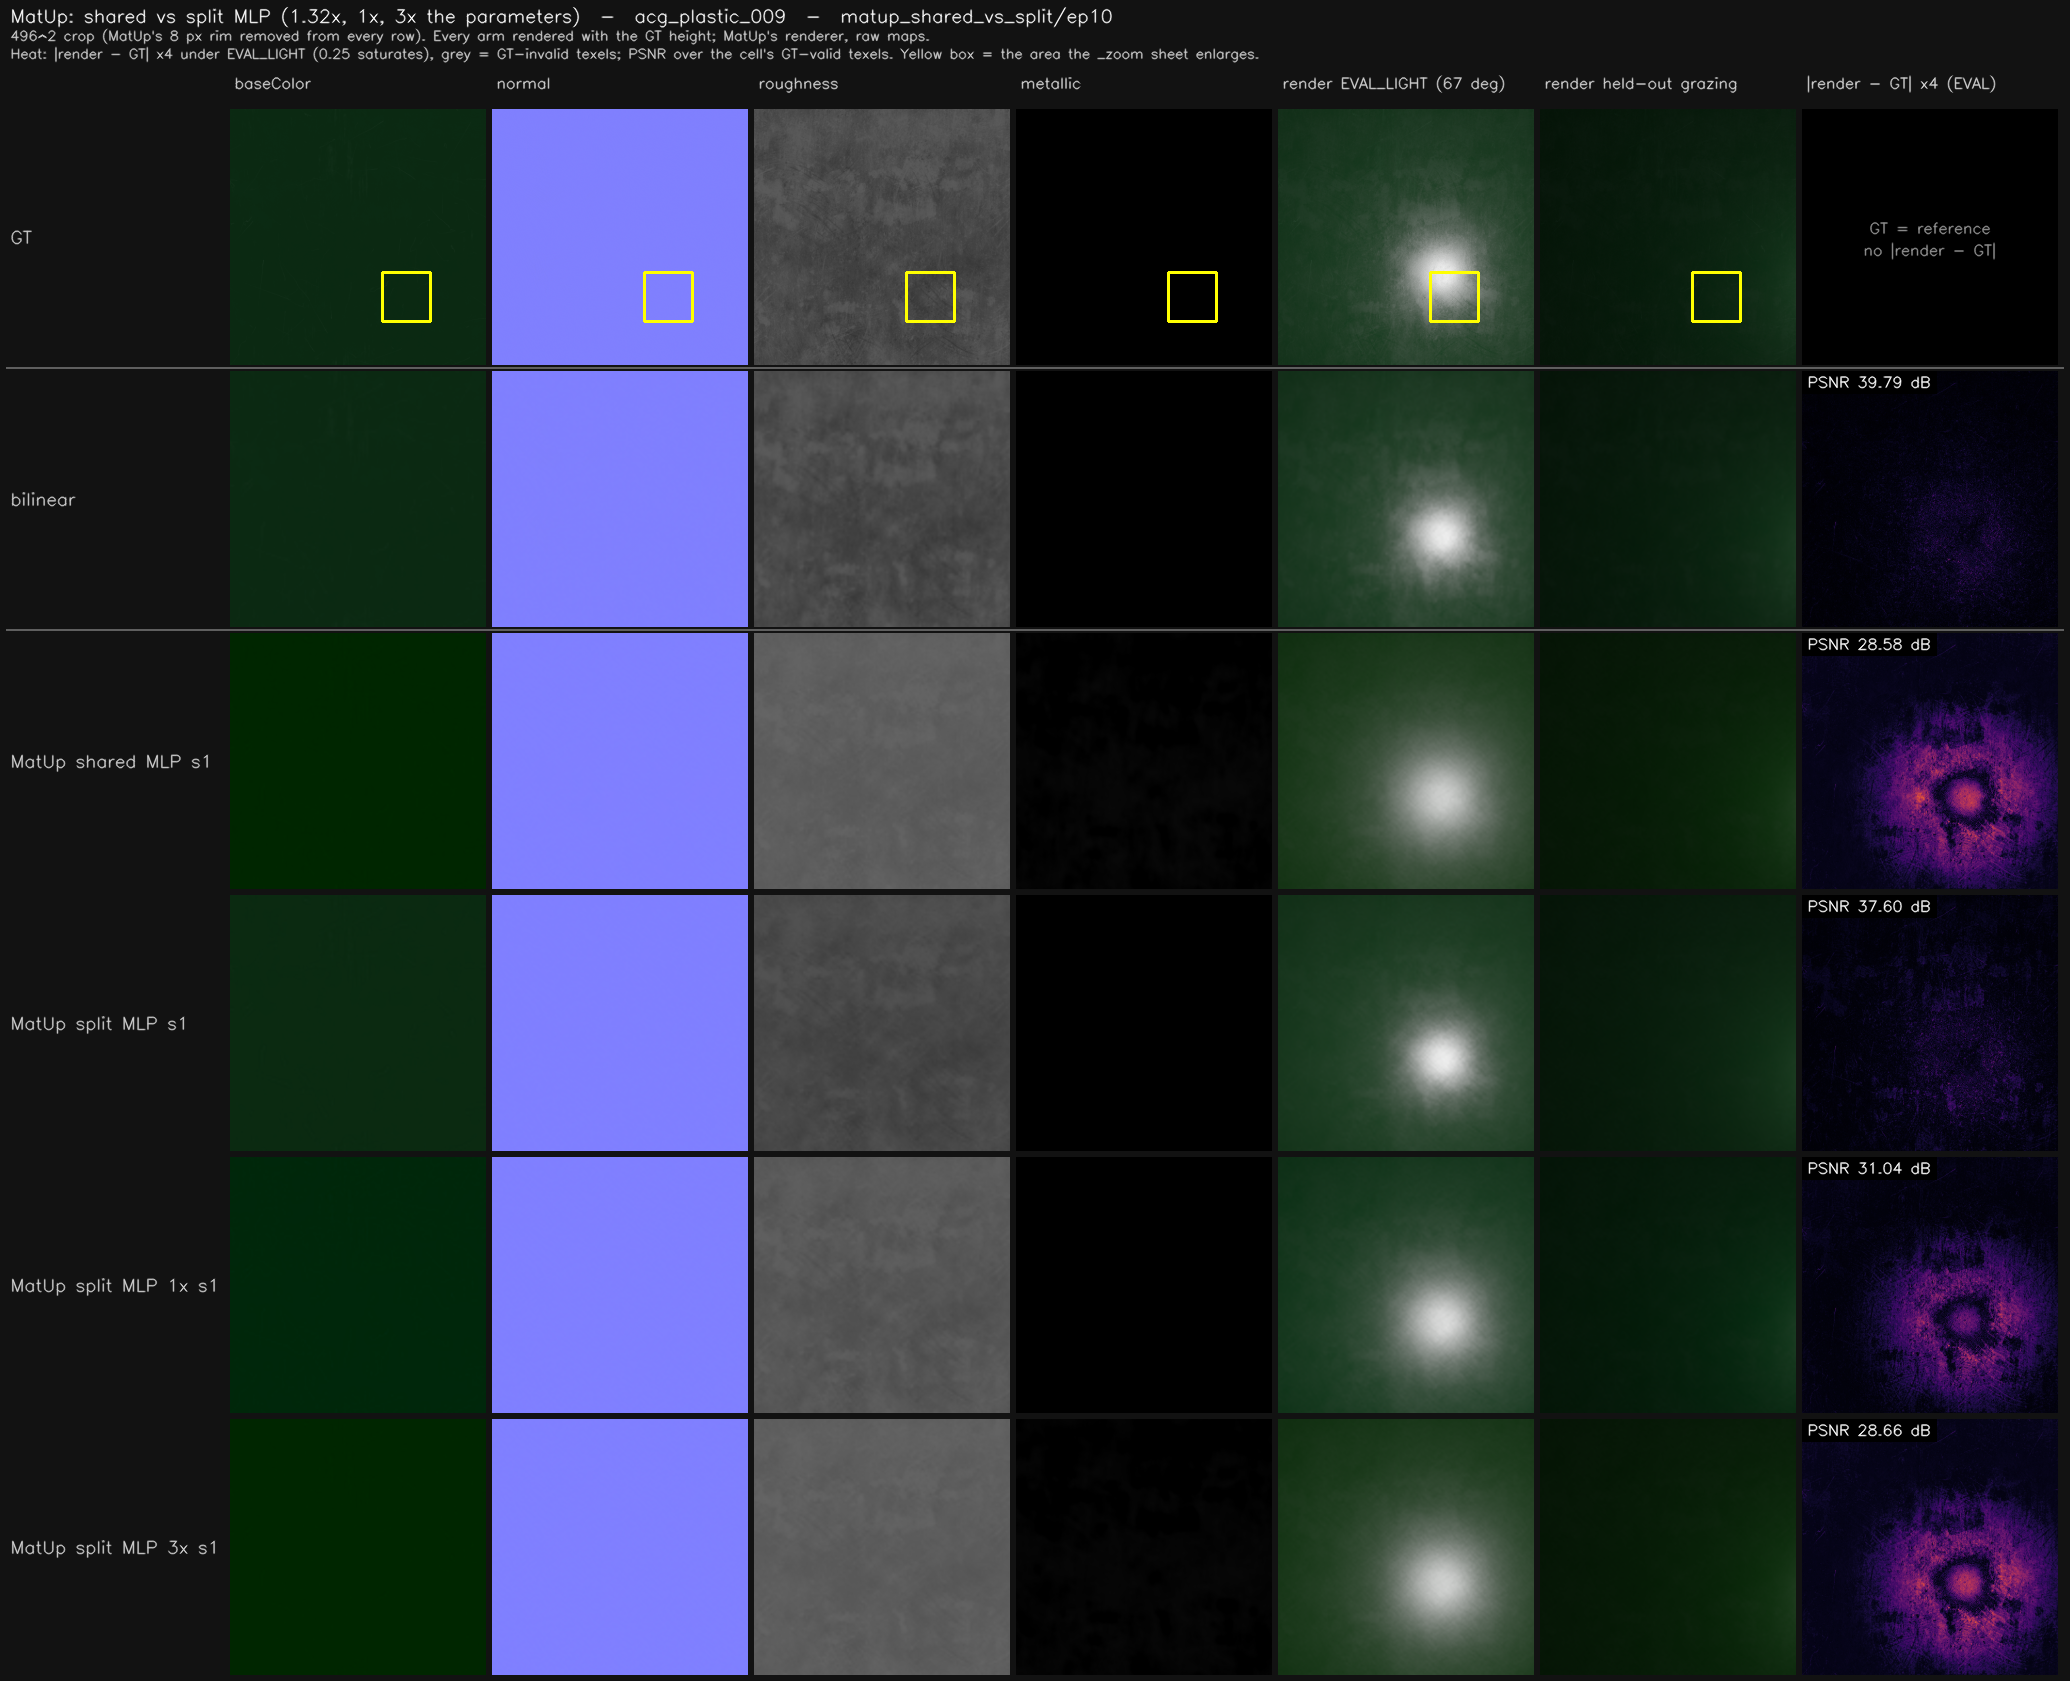 MatUp: shared vs split MLP (1.32x, 1x, 3x the parameters)  —  acg_plastic_009  —  matup_shared_vs_split/ep10
496^2 crop (MatUp's 8 px rim removed from every row). Every arm rendered with the GT height; MatUp's renderer, raw maps.
Heat: |render - GT| x4 under EVAL_LIGHT (0.25 saturates), grey = GT-invalid texels; PSNR over the cell's GT-valid texels. Yellow box = the area the _zoom sheet enlarges.
baseColor normal roughness metallic render EVAL_LIGHT (67 deg) render held-out grazing |render - GT| x4 (EVAL)
GT
GT = reference
no |render - GT|
PSNR 39.79 dB
bilinear
PSNR 28.58 dB
MatUp shared MLP s1
PSNR 37.60 dB
MatUp split MLP s1
PSNR 31.04 dB
MatUp split MLP 1x s1
PSNR 28.66 dB
MatUp split MLP 3x s1